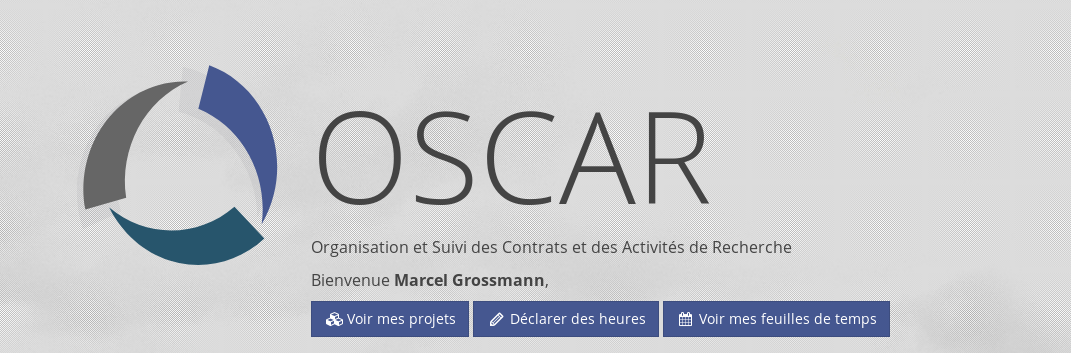 OSCAR
Organisation et Suivi des Contrats et des Activités de Recherche
Bienvenue Marcel Grossmann,
Voir mes projets Déclarer des heures Voir mes feuilles de temps